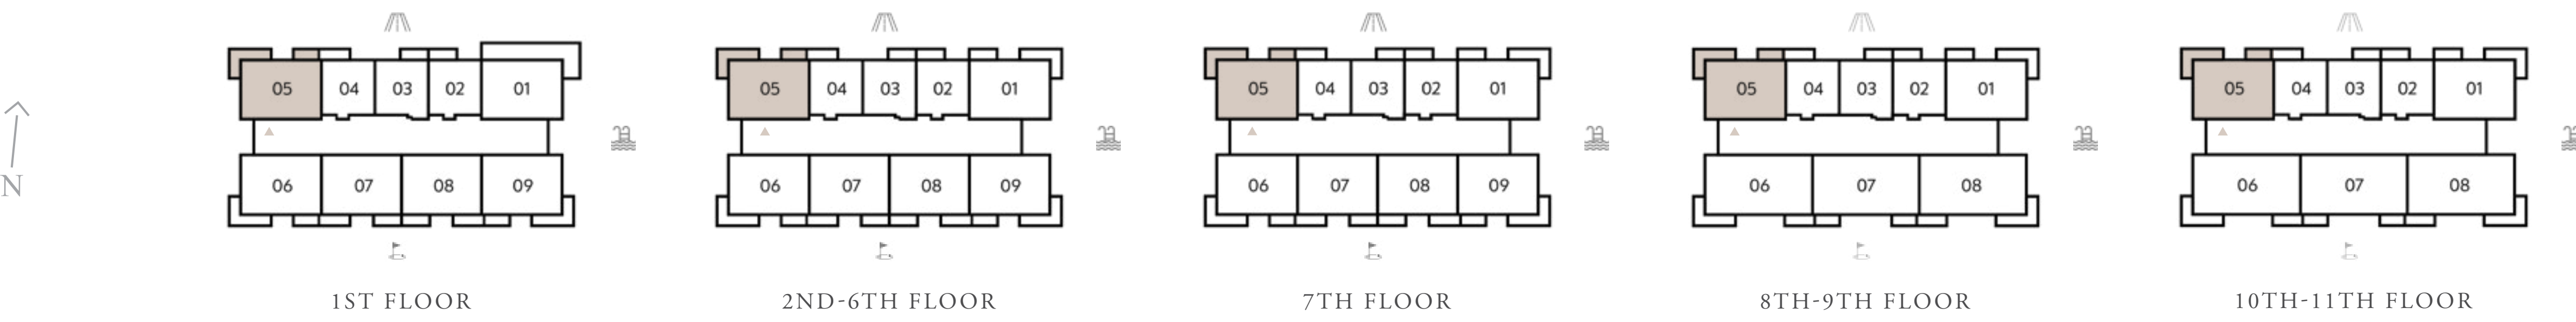 05 04 03 02 01
05 04 03 02 01
05 04 03 02 01
05 04 03 02 01
05 04 03 02 01
N
06 07 08 09
06 07 08 09
06 07 08 09
06 07 08
06 07 08
1ST FLOOR
2ND-6TH FLOOR
7TH FLOOR
8TH-9TH FLOOR
10TH-11TH FLOOR